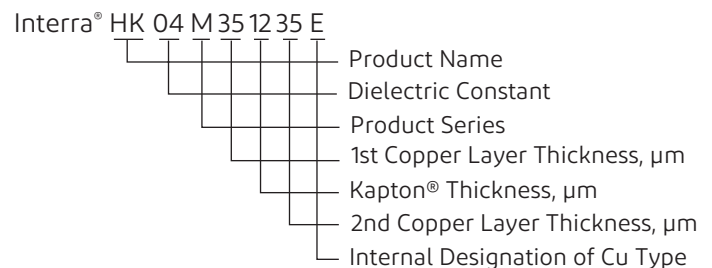 Interra® HK 04 M 35 12 35 E
Product Name
Dielectric Constant
Product Series
1st Copper Layer Thickness, µm
Kapton® Thickness, µm
2nd Copper Layer Thickness, µm
Internal Designation of Cu Type